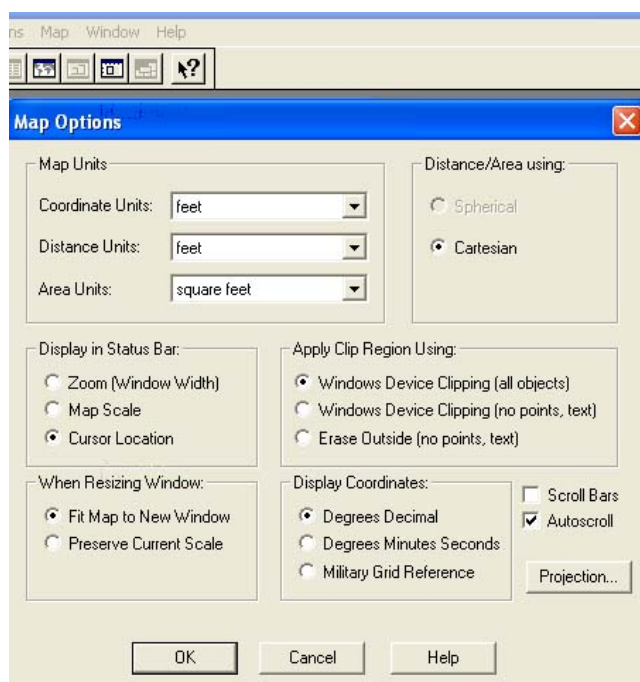 Map Window Help
Map Options
Map Units
Coordinate Units: feet
Distance Units: feet
Area Units: square feet
Distance/Area using:
Spherical
Cartesian
Display in Status Bar:
Zoom (Window Width)
Map Scale
Cursor Location
Apply Clip Region Using:
Windows Device Clipping (all objects)
Windows Device Clipping (no points, text)
Erase Outside (no points, text)
When Resizing Window:
Fit Map to New Window
Preserve Current Scale
Display Coordinates:
Degrees Decimal
Degrees Minutes Seconds
Military Grid Reference
Scroll Bars
Autoscroll
Projection...
OK Cancel Help